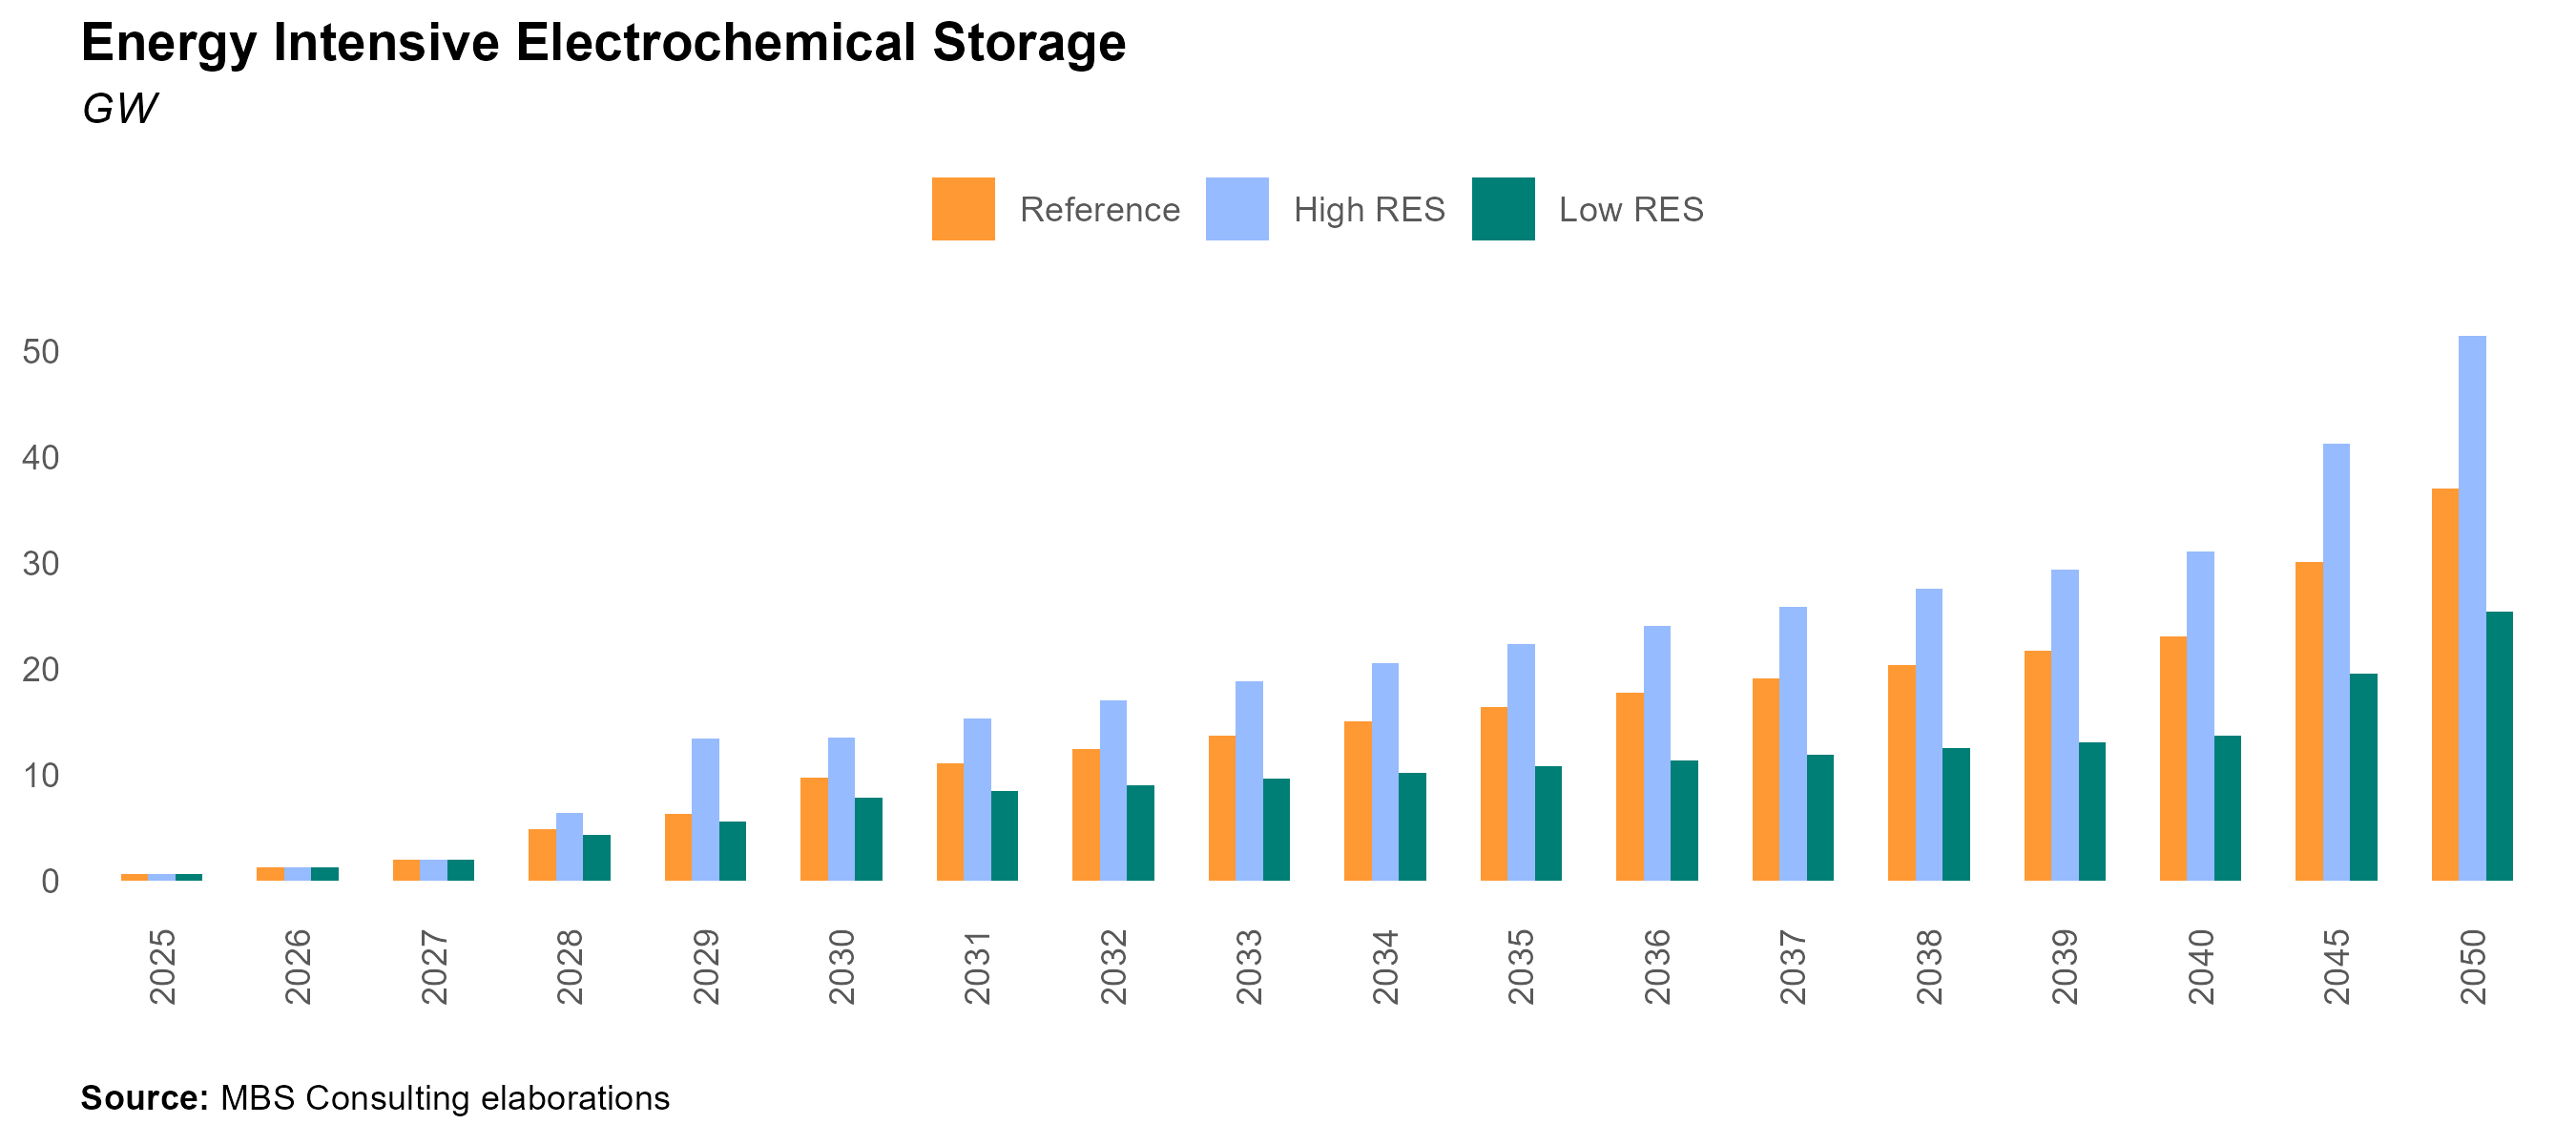 Energy Intensive Electrochemical Storage
GW
Reference High RES Low RES
50
40
30
20
10
0
2025 2026 2027 2028 2029 2030 2031 2032 2033 2034 2035 2036 2037 2038 2039 2040 2045 2050
Source: MBS Consulting elaborations